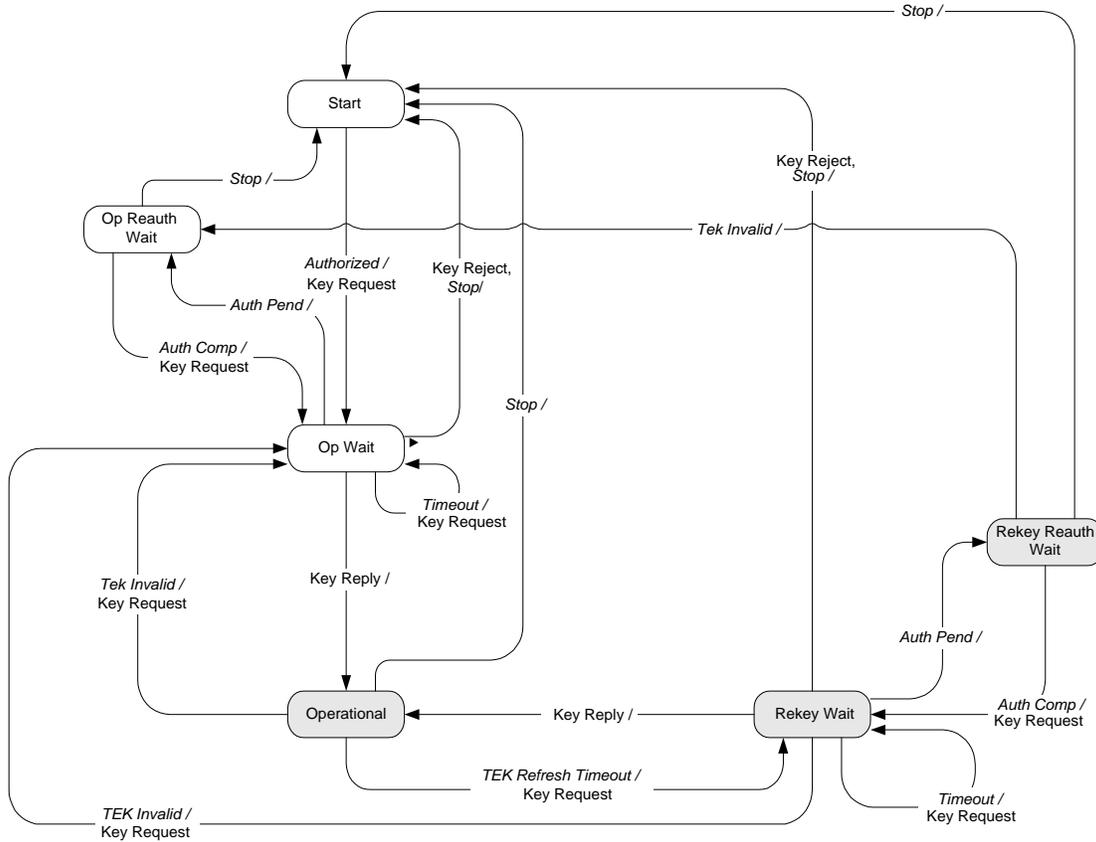 Stop /
Start
Key Reject,
Stop /
Stop /
Op Reauth
Wait
Tek Invalid /
Authorized /
Key Request
Key Reject,
Stop/
Auth Pend /
Auth Comp /
Key Request
Stop /
Op Wait
Timeout /
Key Request
Rekey Reauth
Wait
Key Reply /
Tek Invalid /
Key Request
Auth Pend /
Operational
Key Reply /
Rekey Wait
Auth Comp /
Key Request
TEK Refresh Timeout /
Key Request
Timeout /
Key Request
TEK Invalid /
Key Request